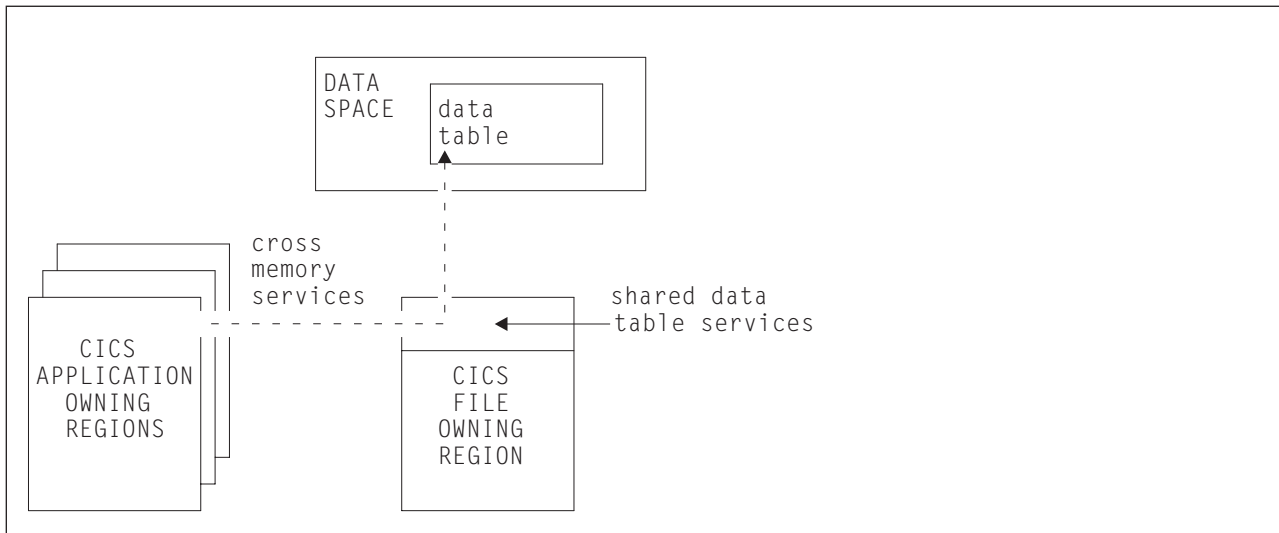 DATA
SPACE
data
table
cross
memory
services
shared data
table services
CICS
APPLICATION
OWNING
REGIONS
CICS
FILE
OWNING
REGION